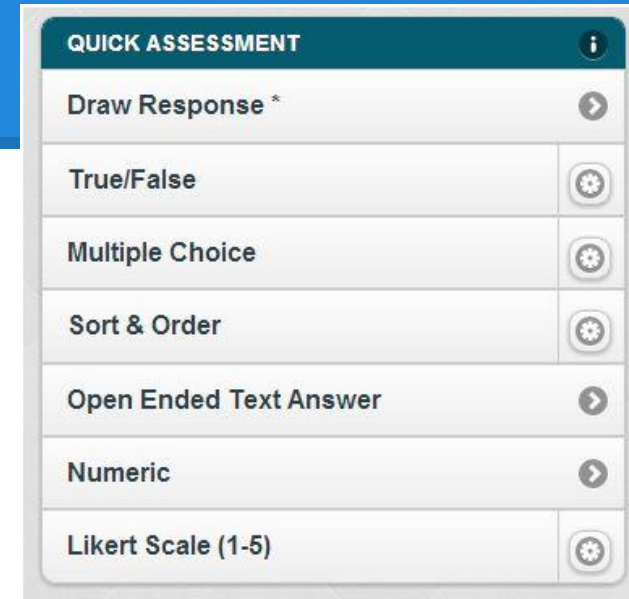 QUICK ASSESSMENT
Draw Response *
True/False
Multiple Choice
Sort & Order
Open Ended Text Answer
Numeric
Likert Scale (1-5)